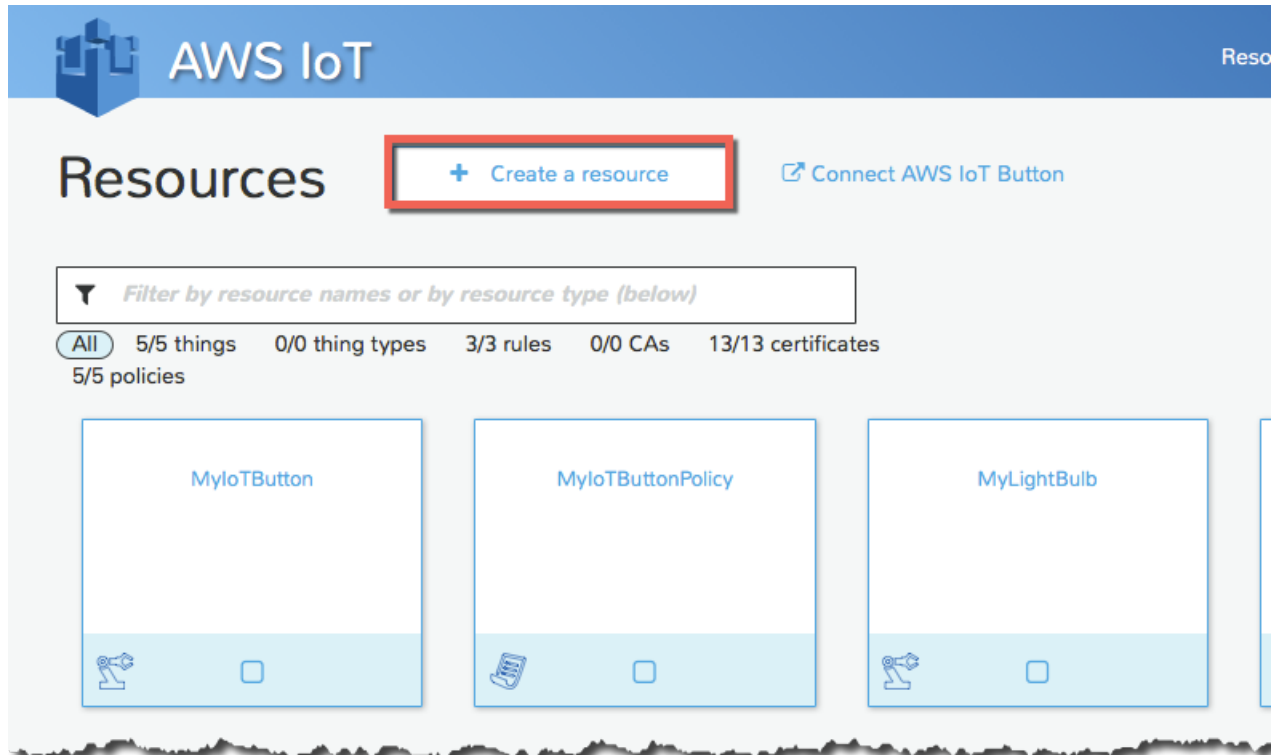 AWS IoT
Reso
Resources
+ Create a resource
Connect AWS IoT Button
Filter by resource names or by resource type (below)
All 5/5 things 0/0 thing types 3/3 rules 0/0 CAs 13/13 certificates
5/5 policies
MyIoTButton
MyIoTButtonPolicy
MyLightBulb